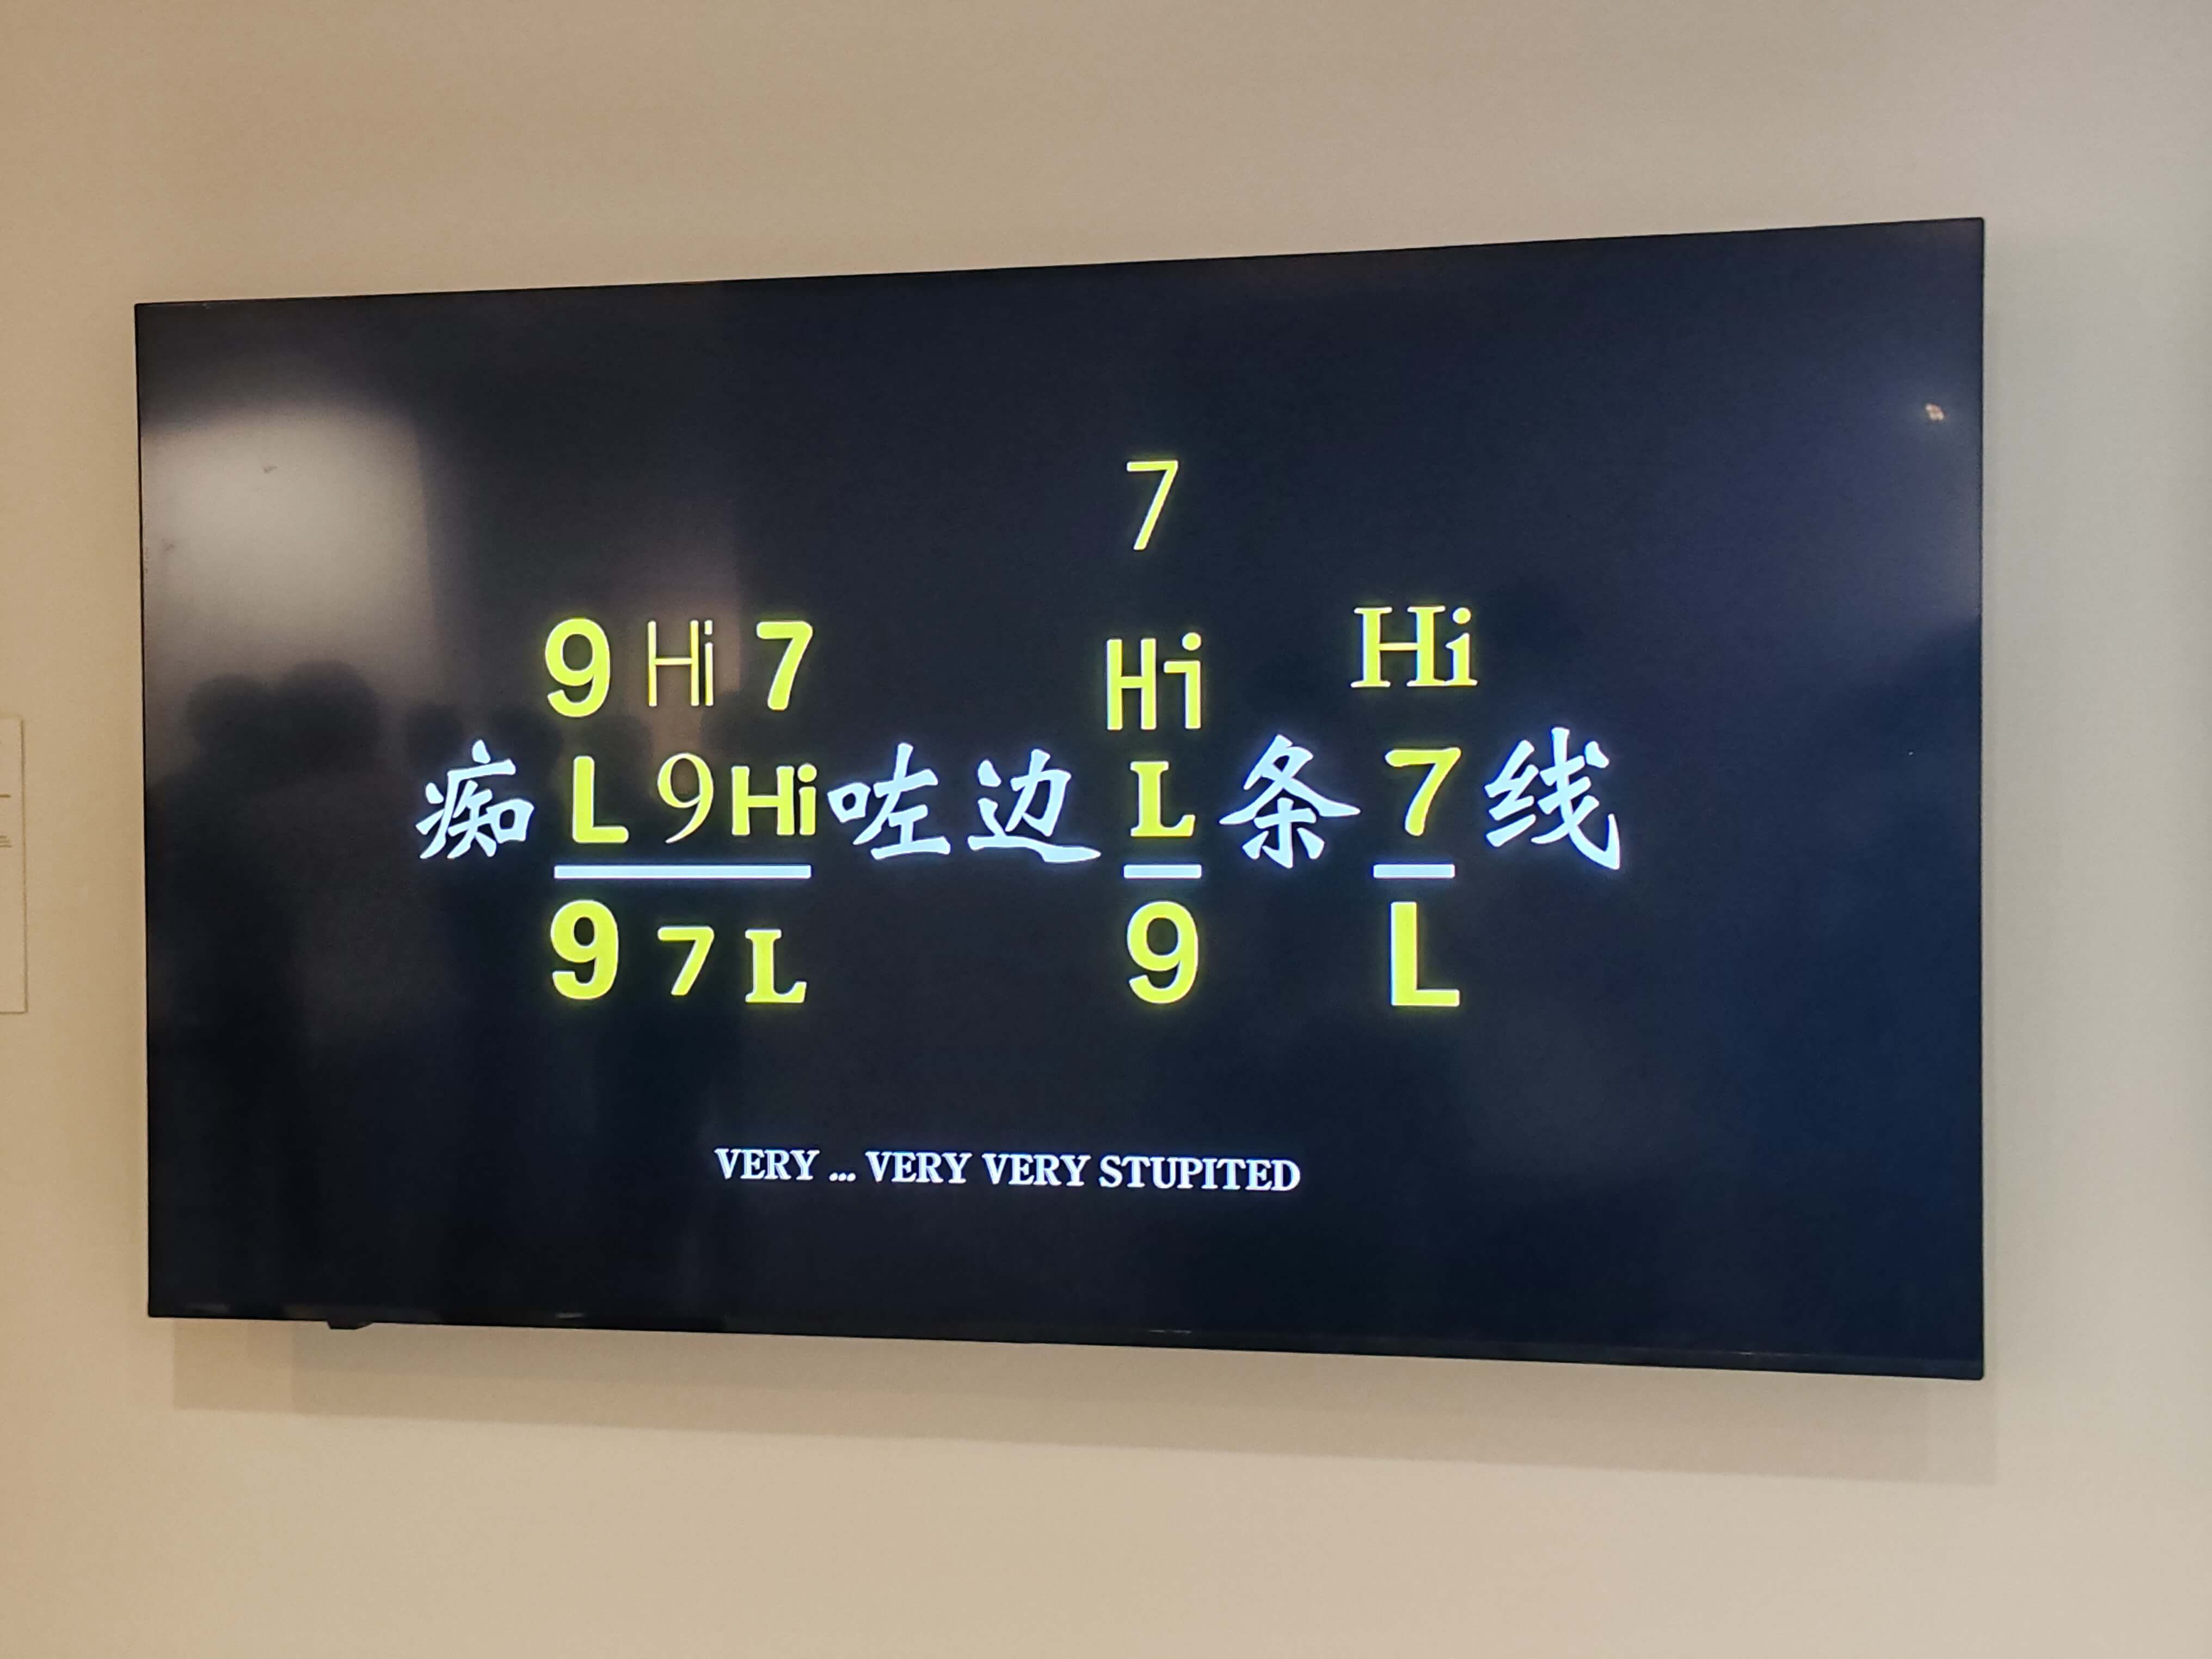 7
9 Hi 7 Hi Hi
痴 L 9 Hi 咗边 L 条 7 线
9 7 L 9 L
VERY ... VERY VERY STUPITED